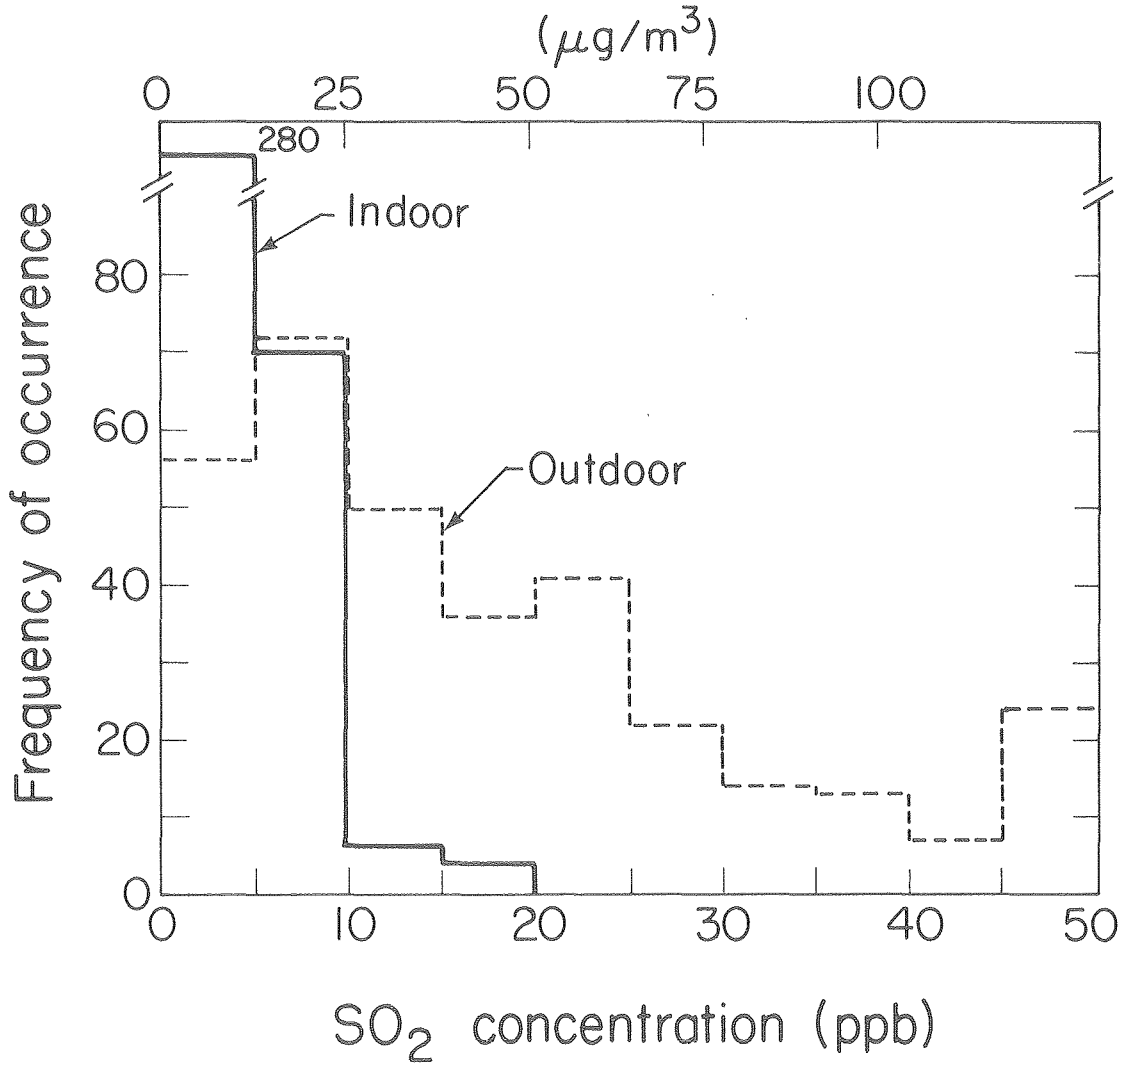 (μg/m³)
0 25 50 75 100
280
Indoor
80
60
Outdoor
40
20
0
0 10 20 30 40 50
Frequency of occurrence
SO₂ concentration (ppb)